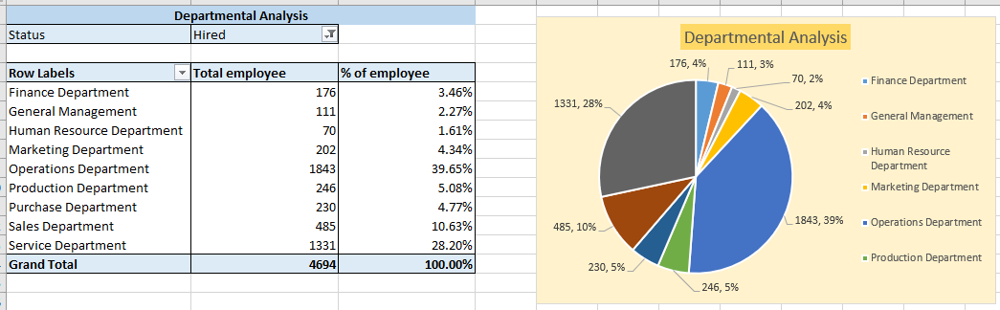 Departmental Analysis
Status Hired
Row Labels Total employee % of employee
Finance Department 176 3.46%
General Management 111 2.27%
Human Resource Department 70 1.61%
Marketing Department 202 4.34%
Operations Department 1843 39.65%
Production Department 246 5.08%
Purchase Department 230 4.77%
Sales Department 485 10.63%
Service Department 1331 28.20%
Grand Total 4694 100.00%
Departmental Analysis
176, 4%
111, 3%
70, 2%
202, 4%
1331, 28%
1843, 39%
485, 10%
230, 5%
246, 5%
Finance Department
General Management
Human Resource
Department
Marketing Department
Operations Department
Production Department